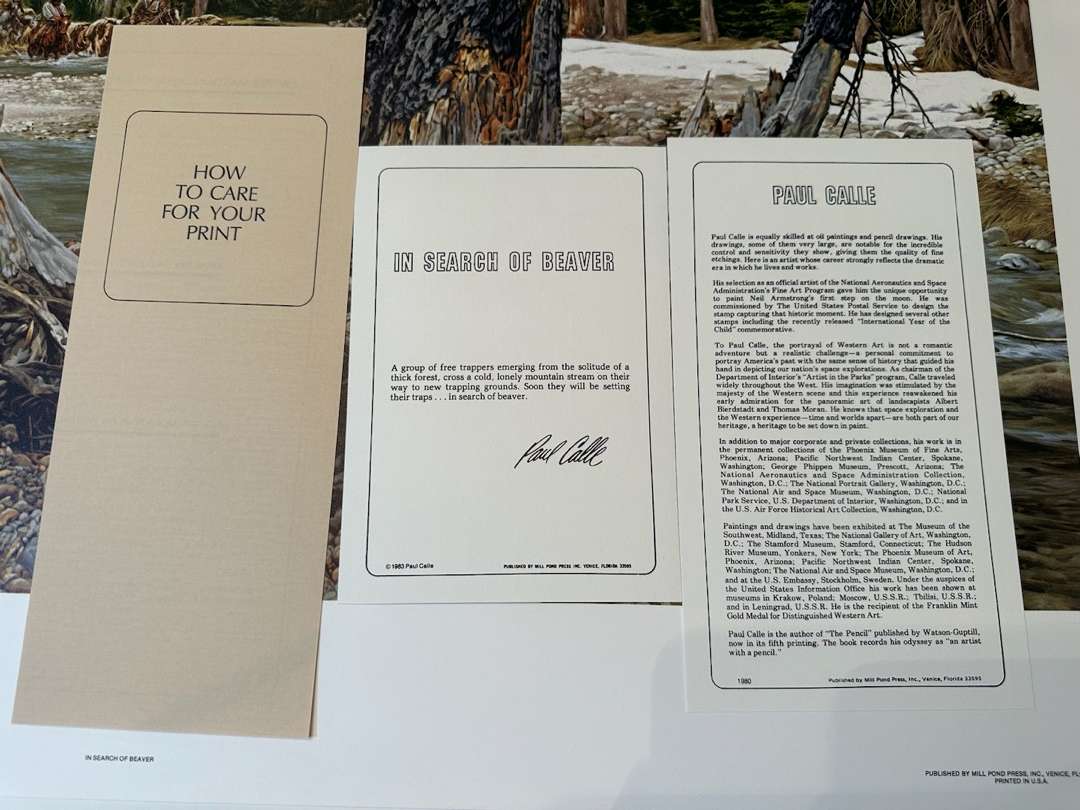 HOW
TO CARE
FOR YOUR
PRINT
IN SEARCH OF BEAVER
A group of free trappers emerging from the solitude of a
thick forest, cross a cold, lonely mountain stream on their
way to new trapping grounds. Soon they will be setting
their traps . . . in search of beaver.
Paul Calle
© 1980 Paul Calle
PUBLISHED BY MILL POND PRESS INC. VENICE, FLORIDA 33595
PAUL CALLE
Paul Calle is equally skilled at oil paintings and pencil drawings. His
drawings, some of them very large, are notable for the incredible
control and sensitivity they show, giving them the quality of fine
etchings. Here is an artist whose career strongly reflects the dramatic
era in which he lives and works.
His selection as an official artist of the National Aeronautics and Space
Administration's Fine Art Program gave him the unique opportunity
to paint Neil Armstrong's first step on the moon. He was
commissioned by The United States Postal Service to design the
stamp capturing that historic moment. He has designed several other
stamps including the recently released "International Year of the
Child" commemorative.
To Paul Calle, the portrayal of Western Art is not a romantic
adventure but a realistic challenge—a personal commitment to
portray America's past with the same sense of history that guided his
hand in depicting our nation's space explorations. As chairman of the
Department of Interior's "Artist in the Parks" program, Calle traveled
widely throughout the West. His imagination was stimulated by the
majesty of the Western scene and this experience reawakened his
early admiration for the panoramic art of landscapists Albert
Bierdstadt and Thomas Moran. He knows that space exploration and
the Western experience—time and worlds apart—are both part of our
heritage, a heritage to be set down in paint.
In addition to major corporate and private collections, his work is in
the permanent collections of the Phoenix Museum of Fine Arts,
Phoenix, Arizona; Pacific Northwest Indian Center, Spokane,
Washington; George Phippen Museum, Prescott, Arizona; The
National Aeronautics and Space Administration Collection,
Washington, D.C.; The National Portrait Gallery, Washington, D.C.;
The National Air and Space Museum, Washington, D.C.; National
Park Service, U.S. Department of Interior, Washington, D.C.; and in
the U.S. Air Force Historical Art Collection, Washington, D.C.
Paintings and drawings have been exhibited at The Museum of the
Southwest, Midland, Texas; The National Gallery of Art, Washington,
D.C.; The Stamford Museum, Stamford, Connecticut; The Hudson
River Museum, Yonkers, New York; The Phoenix Museum of Art,
Phoenix, Arizona; Pacific Northwest Indian Center, Spokane,
Washington; The National Air and Space Museum, Washington, D.C.;
and at the U.S. Embassy, Stockholm, Sweden. Under the auspices of
the United States Information Office his work has been shown at
museums in Krakow, Poland; Moscow, U.S.S.R.; Tbilisi, U.S.S.R.;
and in Leningrad, U.S.S.R. He is the recipient of the Franklin Mint
Gold Medal for Distinguished Western Art.
Paul Calle is the author of "The Pencil" published by Watson-Guptill,
now in its fifth printing. The book records his odyssey as "an artist
with a pencil."
1980
Published by Mill Pond Press, Inc., Venice, Florida 33595
IN SEARCH OF BEAVER
PUBLISHED BY MILL POND PRESS, INC., VENICE,
PRINTED IN U.S.A.